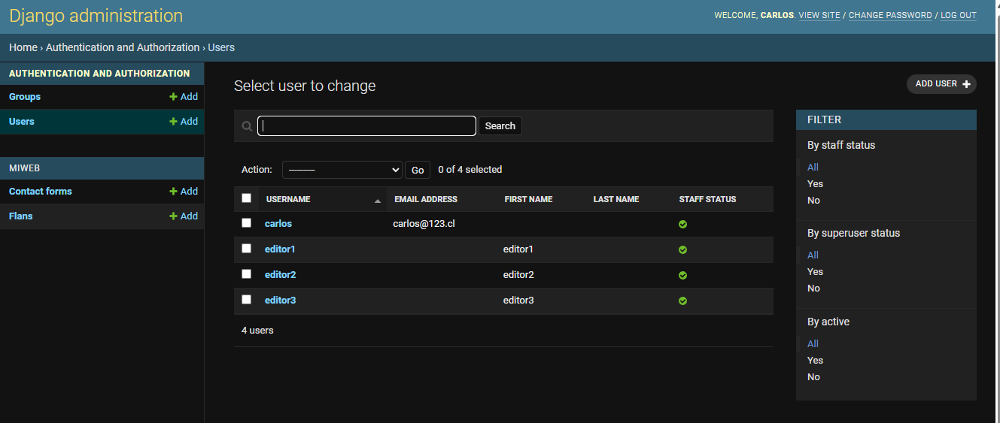 Django administration
WELCOME, CARLOS. VIEW SITE / CHANGE PASSWORD / LOG OUT
Home › Authentication and Authorization › Users
AUTHENTICATION AND AUTHORIZATION
Groups
+ Add
Users
+ Add
MIWEB
Contact forms
+ Add
Flans
+ Add
Select user to change
ADD USER +
Search
Action: --------- Go 0 of 4 selected
USERNAME EMAIL ADDRESS FIRST NAME LAST NAME STAFF STATUS
carlos carlos@123.cl
editor1 editor1
editor2 editor2
editor3 editor3
4 users
FILTER
By staff status
All
Yes
No
By superuser status
All
Yes
No
By active
All
Yes
No